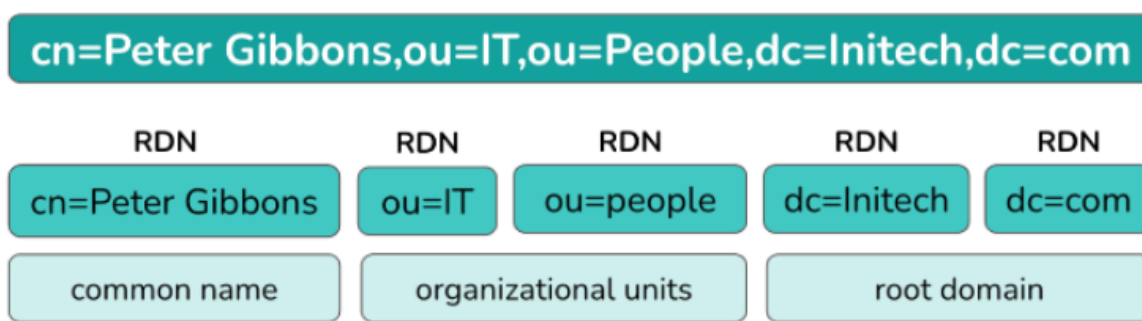 cn=Peter Gibbons,ou=IT,ou=People,dc=Initech,dc=com
RDN RDN RDN RDN RDN
cn=Peter Gibbons ou=IT ou=people dc=Initech dc=com
common name organizational units root domain